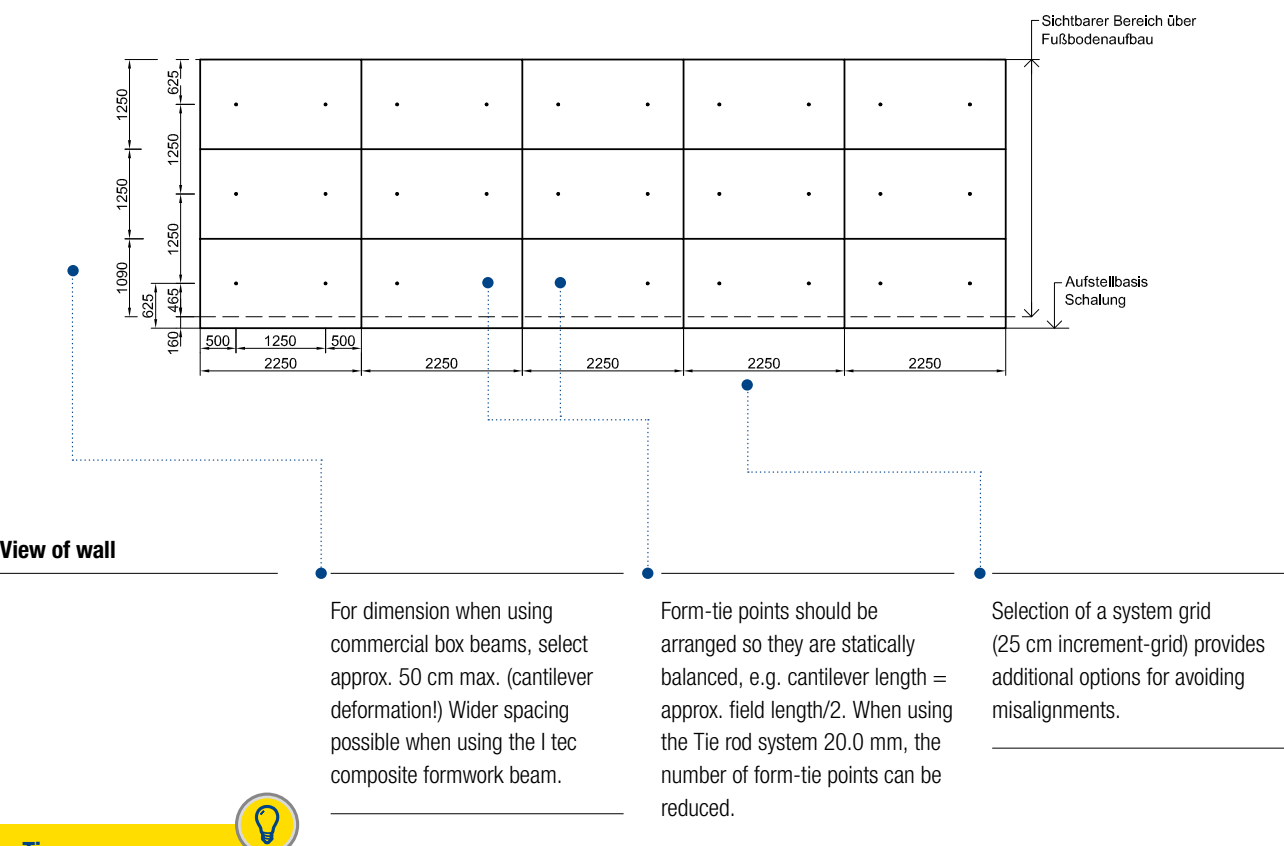 Sichtbarer Bereich über
Fußbodenaufbau
625
1250
1250
1250
1250
1090
465
625
160
Aufstellbasis
Schalung
500 1250 500
2250 2250 2250 2250 2250
View of wall
For dimension when using
commercial box beams, select
approx. 50 cm max. (cantilever
deformation!) Wider spacing
possible when using the I tec
composite formwork beam.
Form-tie points should be
arranged so they are statically
balanced, e.g. cantilever length =
approx. field length/2. When using
the Tie rod system 20.0 mm, the
number of form-tie points can be
reduced.
Selection of a system grid
(25 cm increment-grid) provides
additional options for avoiding
misalignments.